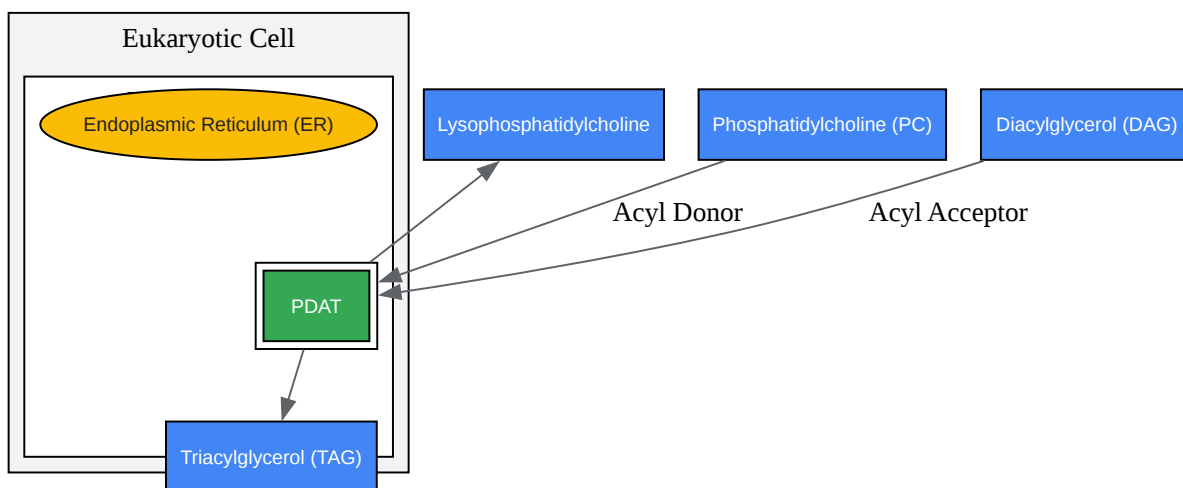 Eukaryotic Cell
Endoplasmic Reticulum (ER)
Lysophosphatidylcholine
Phosphatidylcholine (PC)
Diacylglycerol (DAG)
Acyl Donor
Acyl Acceptor
PDAT
Triacylglycerol (TAG)